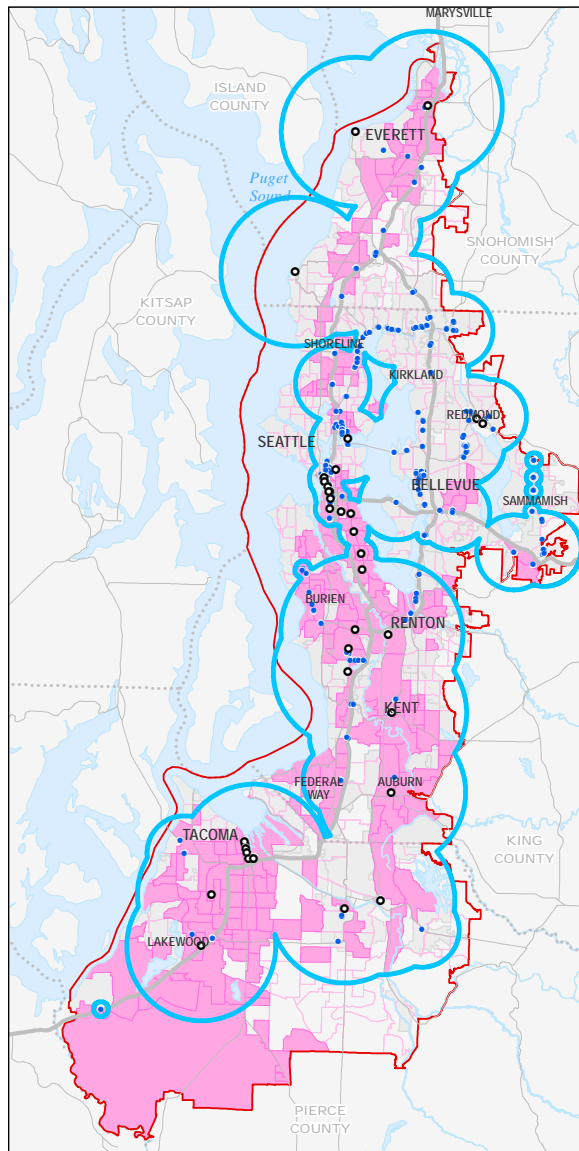 MARYSVILLE
ISLAND
COUNTY
EVERETT
Puget
Sound
SNOHOMISH
COUNTY
KITSAP
COUNTY
SHORELINE
KIRKLAND
REDMOND
SEATTLE
BELLEVUE
SAMMAMISH
BURIEN
RENTON
KENT
FEDERAL
WAY
AUBURN
TACOMA
KING
COUNTY
LAKEWOOD
PIERCE
COUNTY